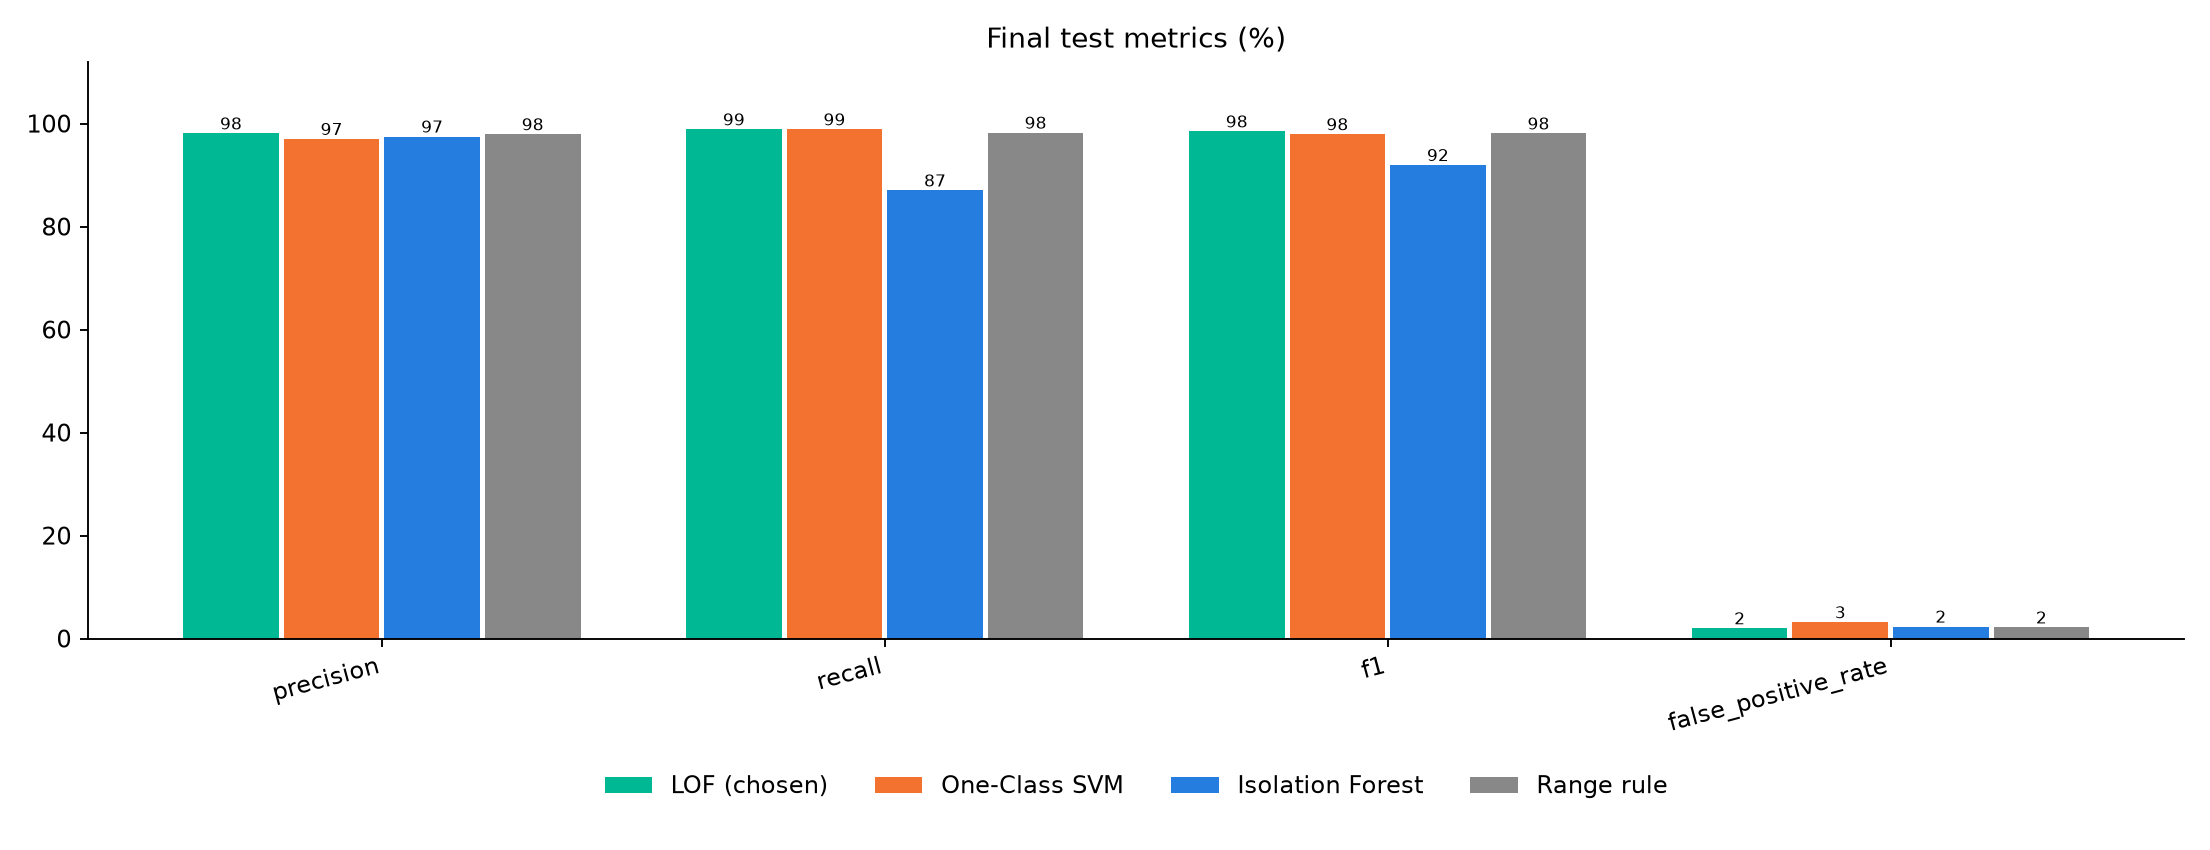 Final test metrics (%)
100
80
60
40
20
0
98 97 97 98
99 99 87 98
98 98 92 98
2 3 2 2
precision recall f1 false_positive_rate
LOF (chosen) One-Class SVM Isolation Forest Range rule